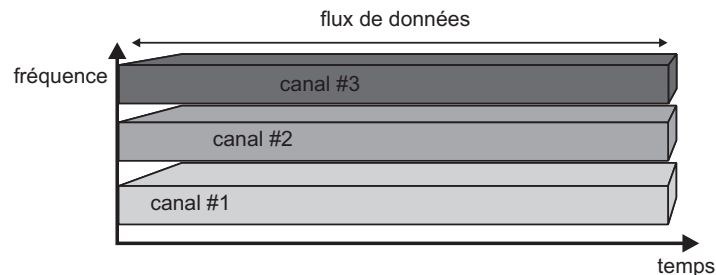 flux de données
fréquence
canal #3
canal #2
canal #1
temps